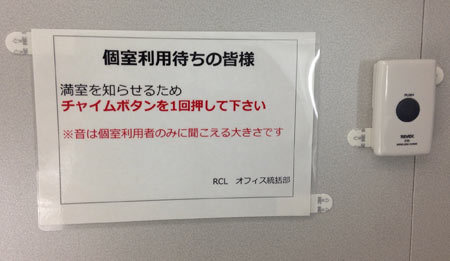 個室利用待ちの皆様
満室を知らせるため
チャイムボタンを1回押して下さい
※音は個室利用者のみに聞こえる大きさです
RCL オフィス統括部
PUSH
REVEX